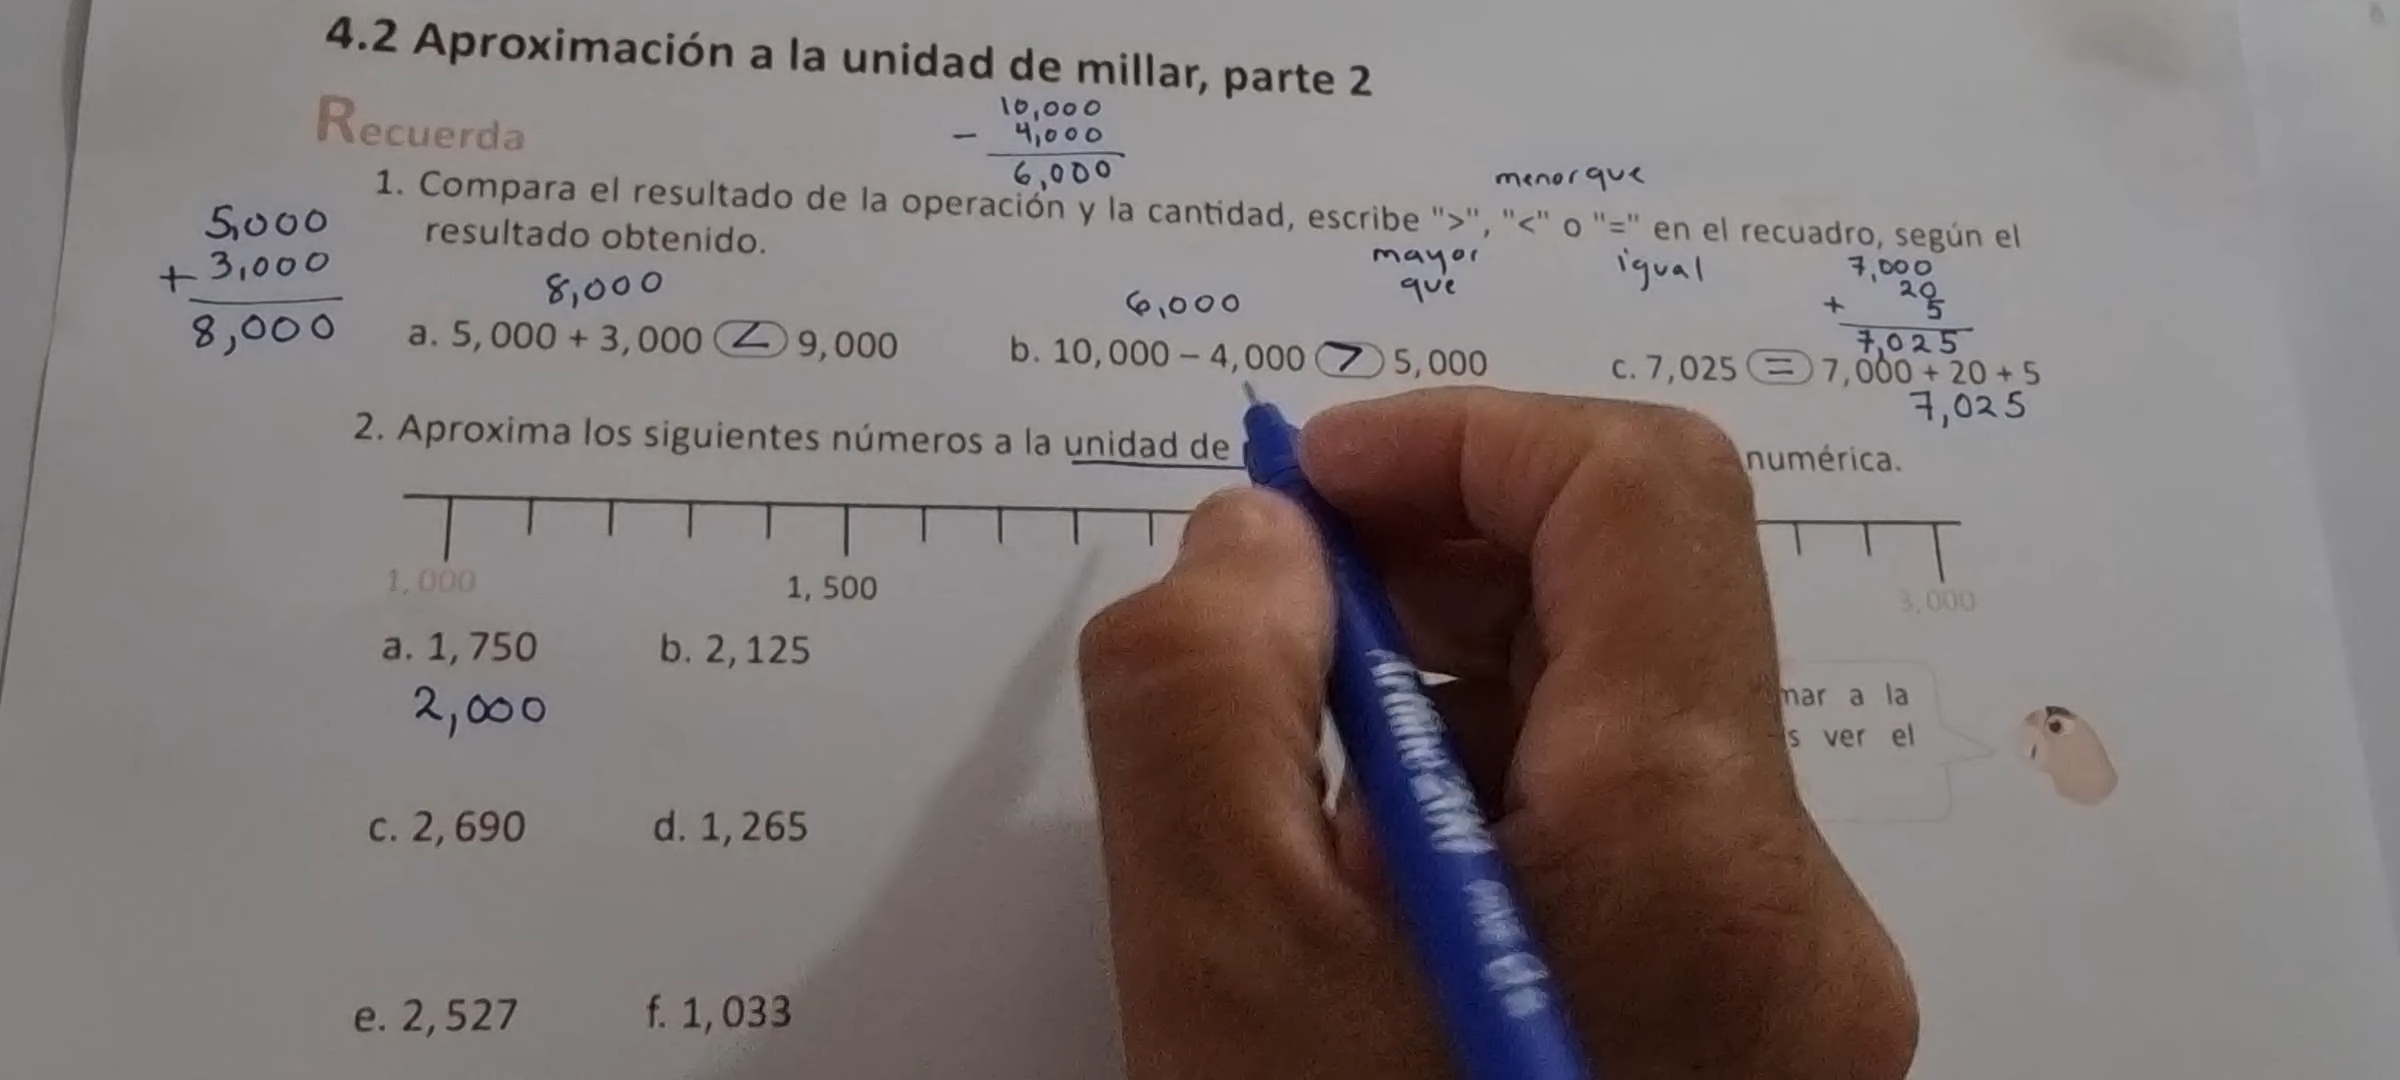 4.2 Aproximación a la unidad de millar, parte 2
Recuerda
10,000
- 4,000
6,000
menor que
1. Compara el resultado de la operación y la cantidad, escribe ">", "<" o "=" en el recuadro, según el
resultado obtenido.
mayor
que
igual
5,000
+ 3,000
8,000
8,000
6,000
7,000
20
+ 5
7,025
a. 5,000 + 3,000 < 9,000
b. 10,000 – 4,000 > 5,000
c. 7,025 = 7,000 + 20 + 5
7,025
2. Aproxima los siguientes números a la unidad de
numérica.
1,000
1,500
3,000
a. 1,750
b. 2,125
2,000
a la
ver el
c. 2,690
d. 1,265
e. 2,527
f. 1,033